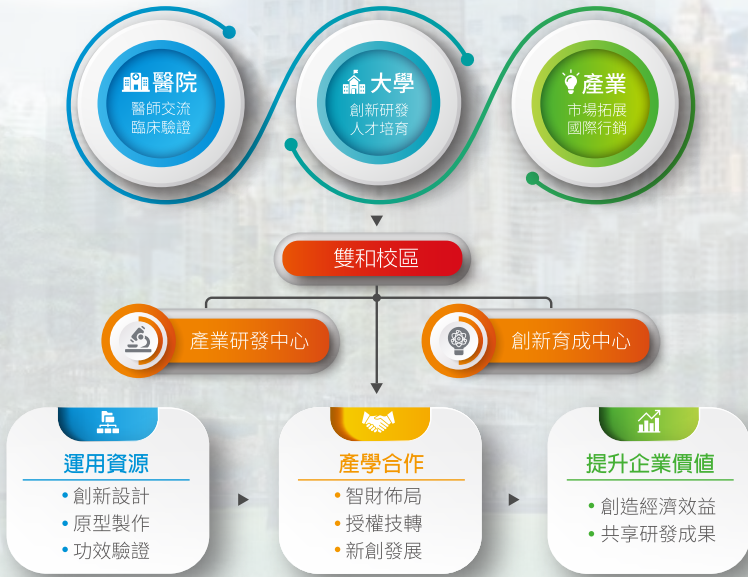 醫院
醫師交流
臨床驗證
大學
創新研發
人才培育
產業
市場拓展
國際行銷
雙和校區
產業研發中心
創新育成中心
運用資源
• 創新設計
• 原型製作
• 功效驗證
產學合作
• 智財佈局
• 授權技轉
• 新創發展
提升企業價值
• 創造經濟效益
• 共享研發成果